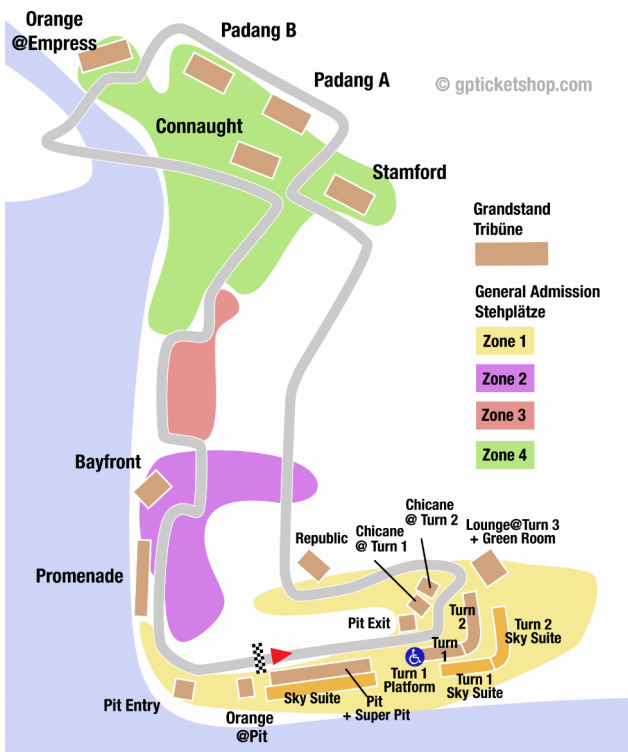 Orange
@Empress
Padang B
Padang A
© gpticketshop.com
Connaught
Stamford
Grandstand
Tribüne
General Admission
Stehplätze
Zone 1
Zone 2
Zone 3
Zone 4
Bayfront
Promenade
Republic
Chicane
@ Turn 1
Chicane
@ Turn 2
Lounge@Turn 3
+ Green Room
Pit Exit
Turn
2
Turn
1
Turn 2
Sky Suite
Turn 1
Platform
Turn 1
Sky Suite
Pit Entry
Orange
@Pit
Sky Suite
Pit
+ Super Pit